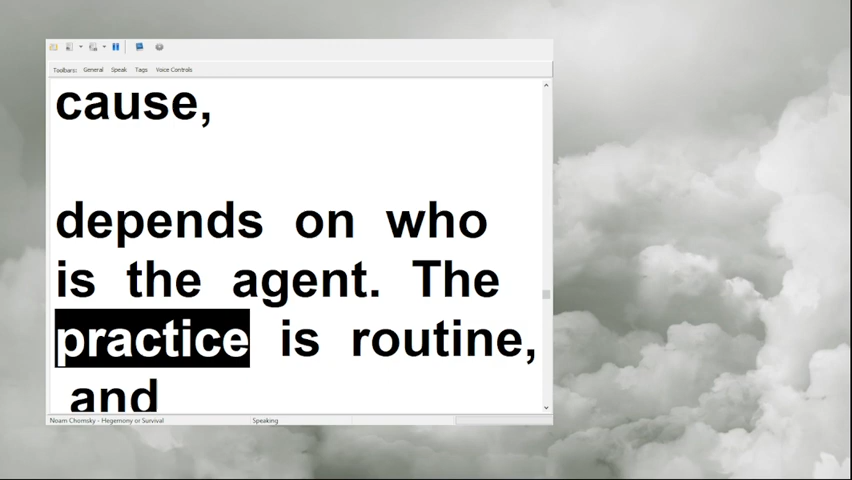 Toolbars: General Speak Tags Voice Controls
cause,
depends on who
is the agent. The
practice is routine,
and
Noam Chomsky - Hegemony or Survival Speaking